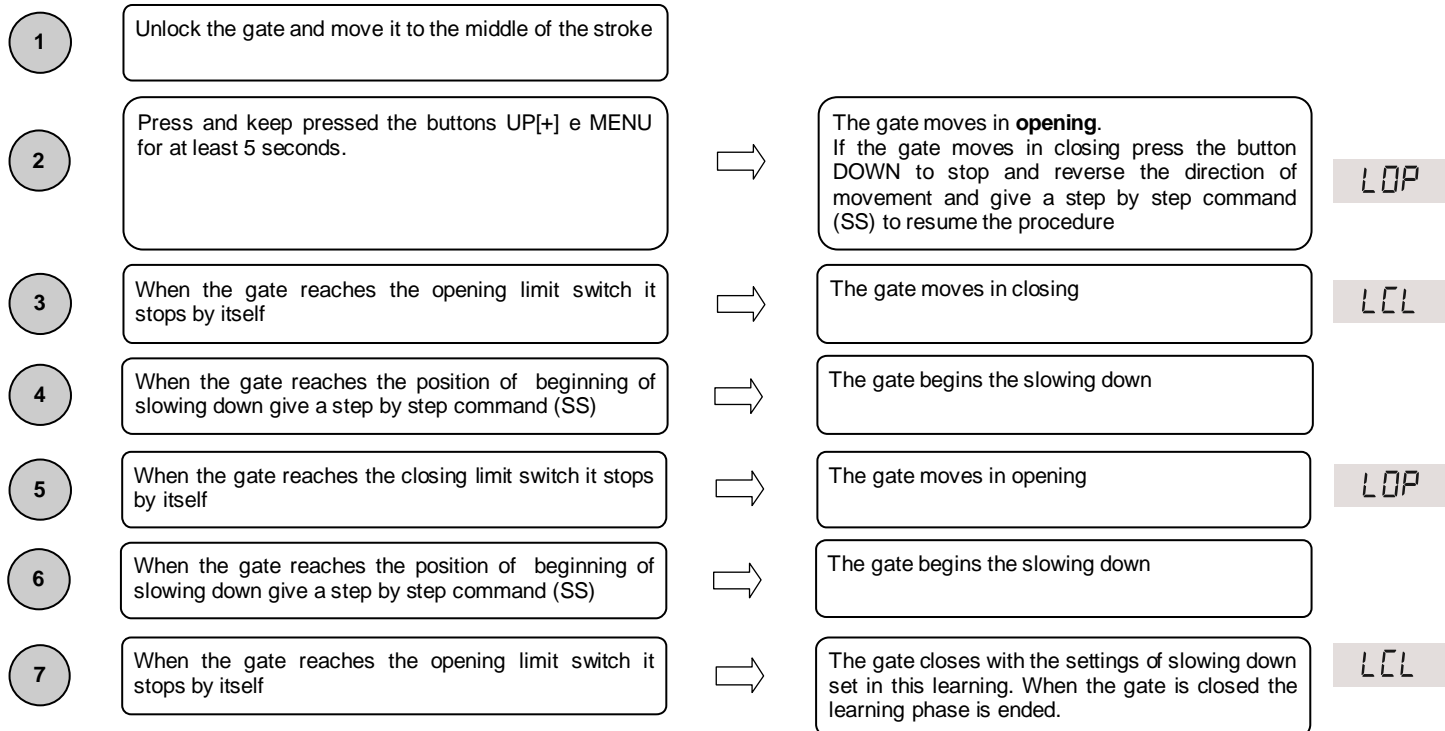 1
Unlock the gate and move it to the middle of the stroke
2
Press and keep pressed the buttons UP[+] e MENU
for at least 5 seconds.
The gate moves in opening.
If the gate moves in closing press the button
DOWN to stop and reverse the direction of
movement and give a step by step command
(SS) to resume the procedure
LOP
3
When the gate reaches the opening limit switch it
stops by itself
The gate moves in closing
LCL
4
When the gate reaches the position of beginning of
slowing down give a step by step command (SS)
The gate begins the slowing down
5
When the gate reaches the closing limit switch it stops
by itself
The gate moves in opening
LOP
6
When the gate reaches the position of beginning of
slowing down give a step by step command (SS)
The gate begins the slowing down
7
When the gate reaches the opening limit switch it
stops by itself
The gate closes with the settings of slowing down
set in this learning. When the gate is closed the
learning phase is ended.
LCL